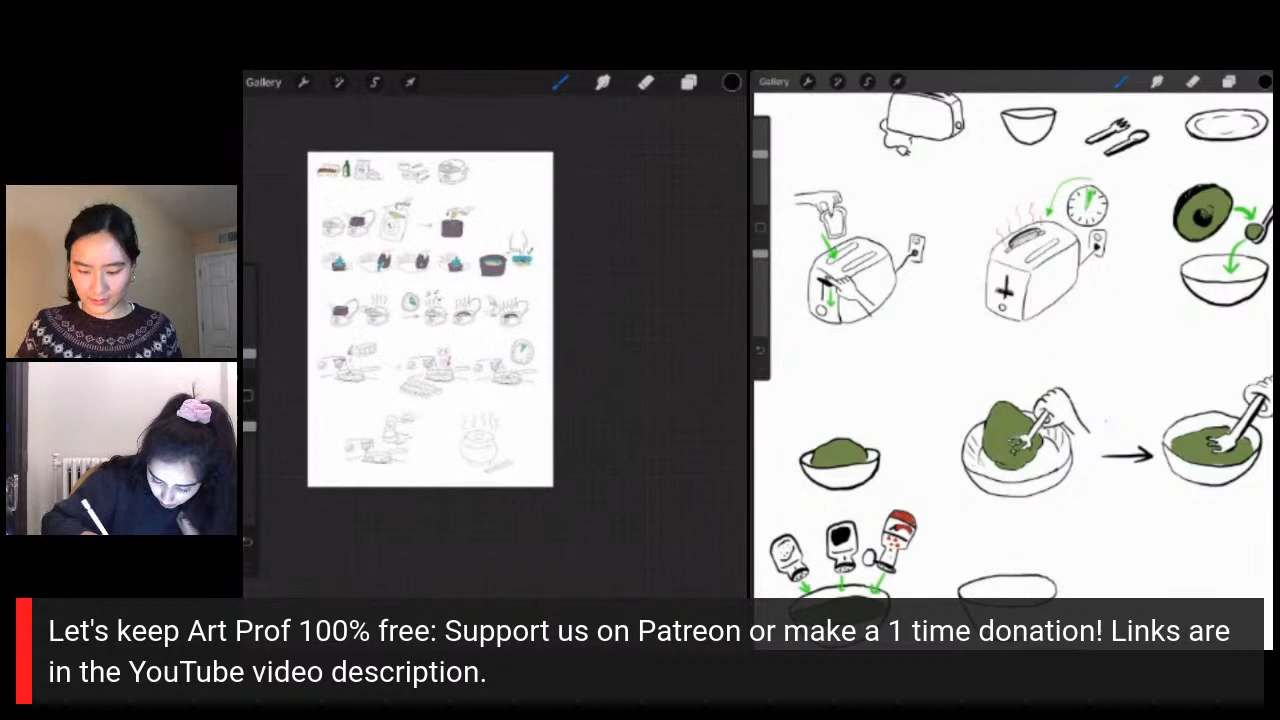 Gallery
Gallery
Let's keep Art Prof 100% free: Support us on Patreon or make a 1 time donation! Links are
in the YouTube video description.